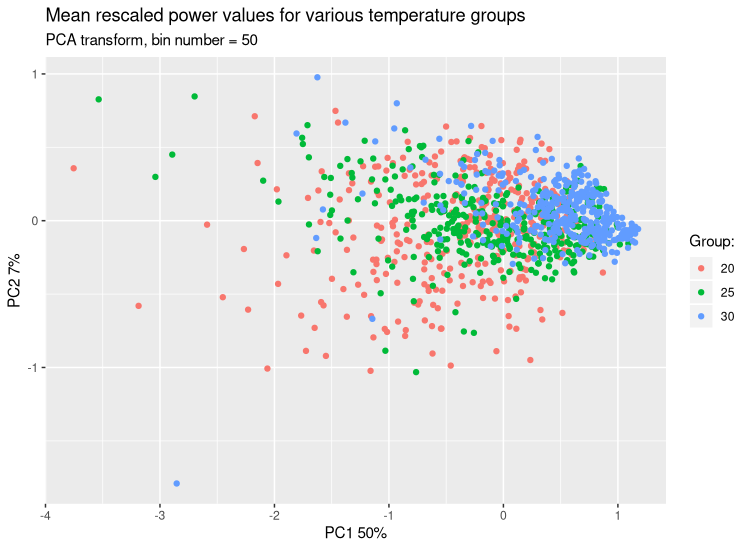 Mean rescaled power values for various temperature groups
PCA transform, bin number = 50
1
0
-1
-4
-3
-2
-1
0
1
PC1 50%
PC2 7%
Group:
20
25
30